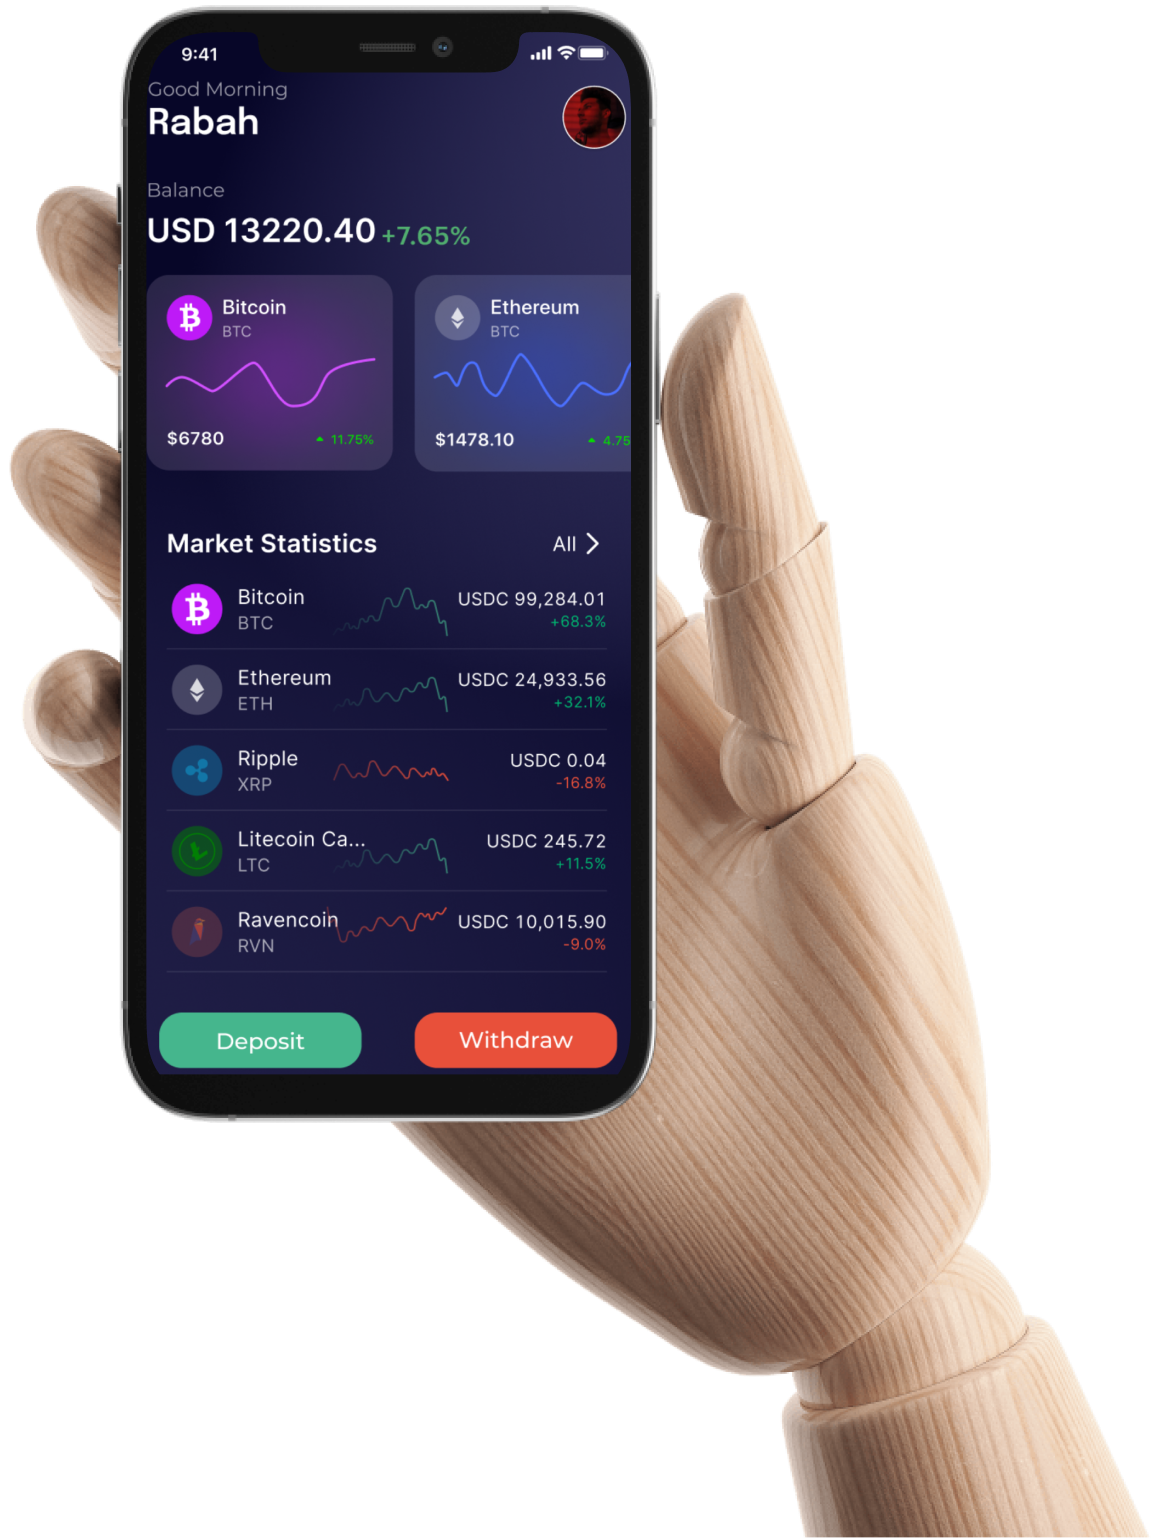 9:41
Good Morning
Rabah
Balance
USD 13220.40 +7.65%
Bitcoin
BTC
$6780
11.75%
Ethereum
BTC
$1478.10
4.75
Market Statistics
All
Bitcoin
BTC
USDC 99,284.01
+68.3%
Ethereum
ETH
USDC 24,933.56
+32.1%
Ripple
XRP
USDC 0.04
-16.8%
Litecoin Ca...
LTC
USDC 245.72
+11.5%
Ravencoin
RVN
USDC 10,015.90
-9.0%
Deposit
Withdraw